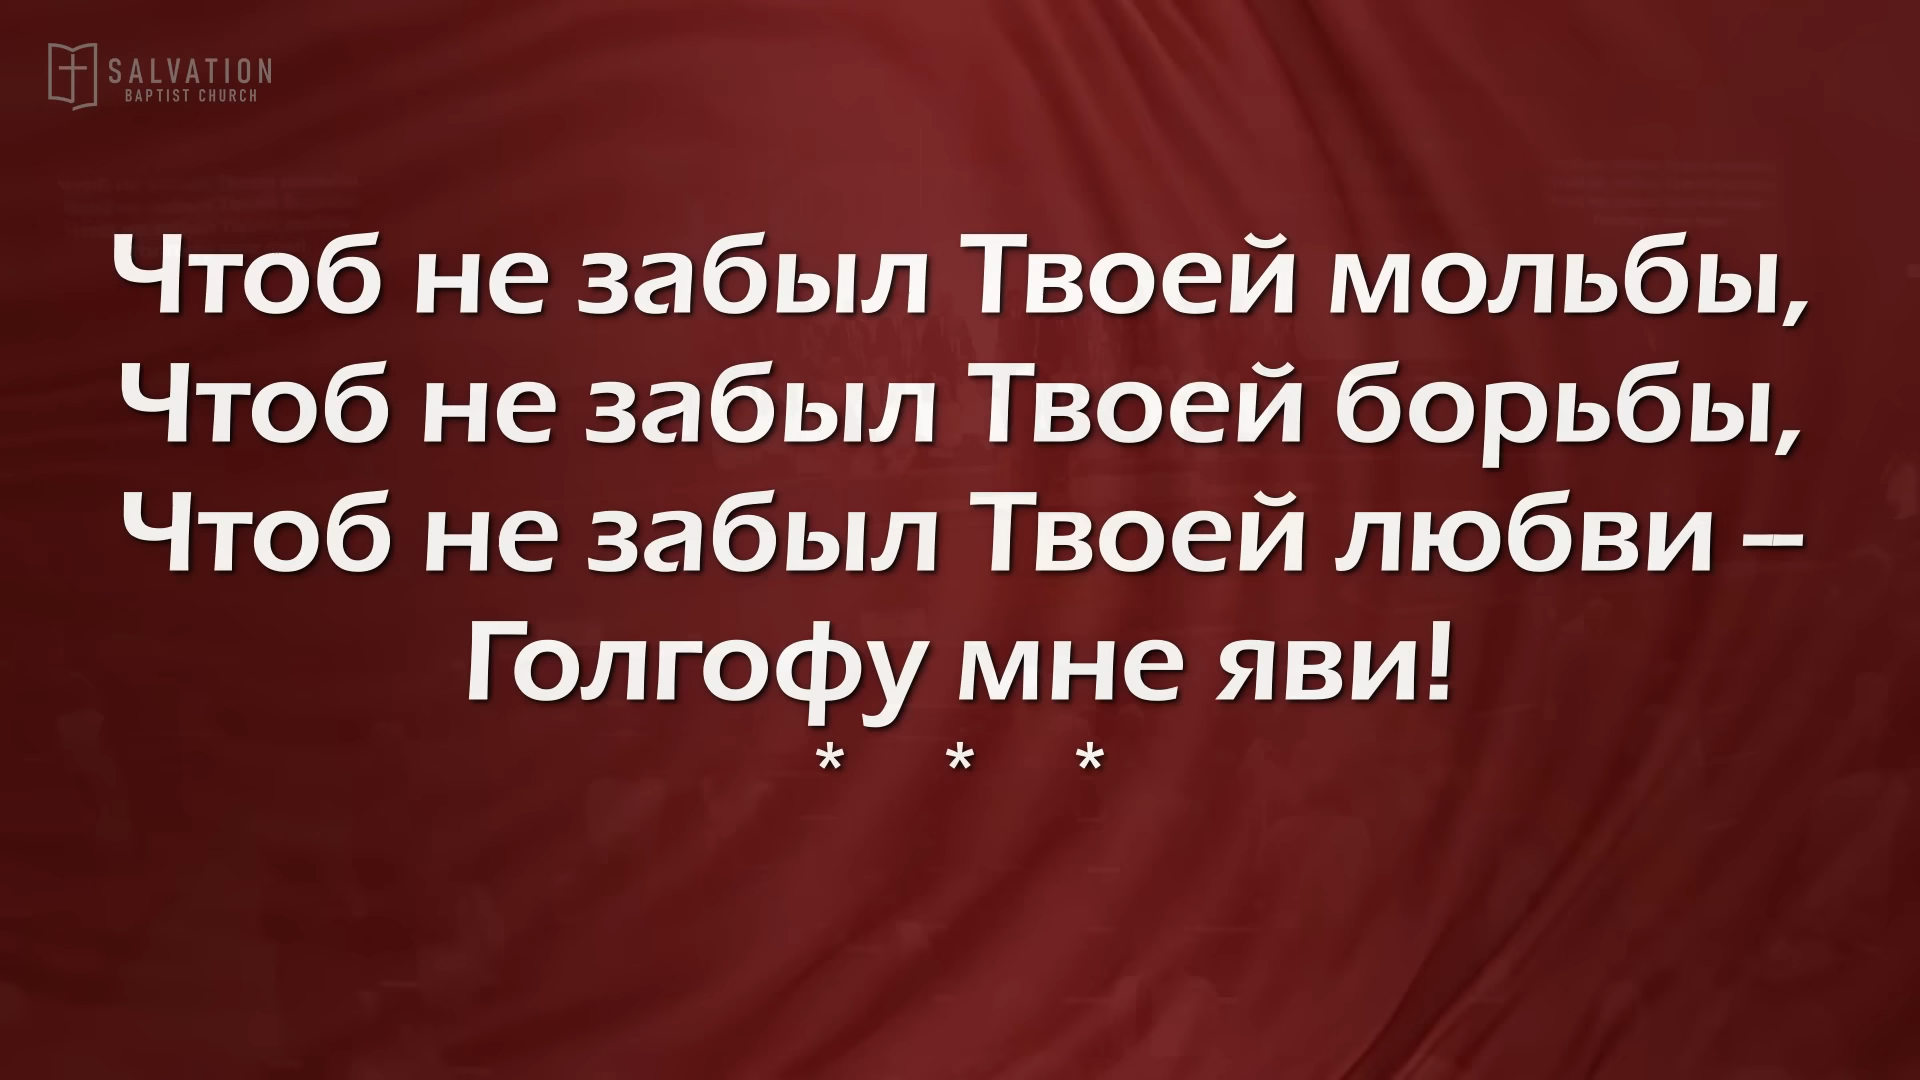 SALVATION
BAPTIST CHURCH
Чтоб не забыл Твоей мольбы,
Чтоб не забыл Твоей борьбы,
Чтоб не забыл Твоей любви –
Голгофу мне яви!
* * *